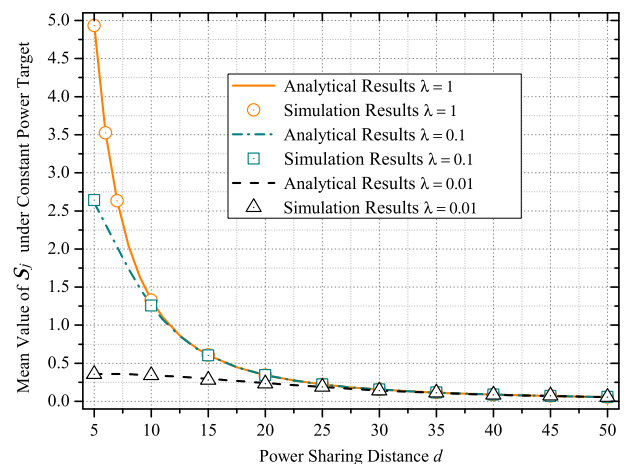 Mean Value of Sj under Constant Power Target
5.0
4.5
4.0
3.5
3.0
2.5
2.0
1.5
1.0
0.5
0.0
Analytical Results λ = 1
Simulation Results λ = 1
Analytical Results λ = 0.1
Simulation Results λ = 0.1
Analytical Results λ = 0.01
Simulation Results λ = 0.01
5 10 15 20 25 30 35 40 45 50
Power Sharing Distance d